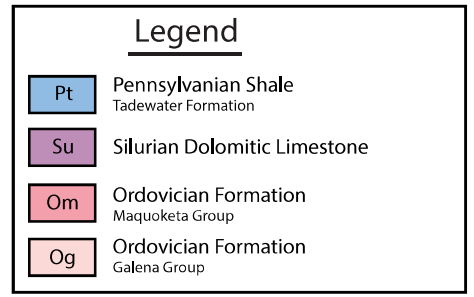 Legend
Pt
Pennsylvanian Shale
Tadewater Formation
Su
Silurian Dolomitic Limestone
Om
Ordovician Formation
Maquoketa Group
Og
Ordovician Formation
Galena Group